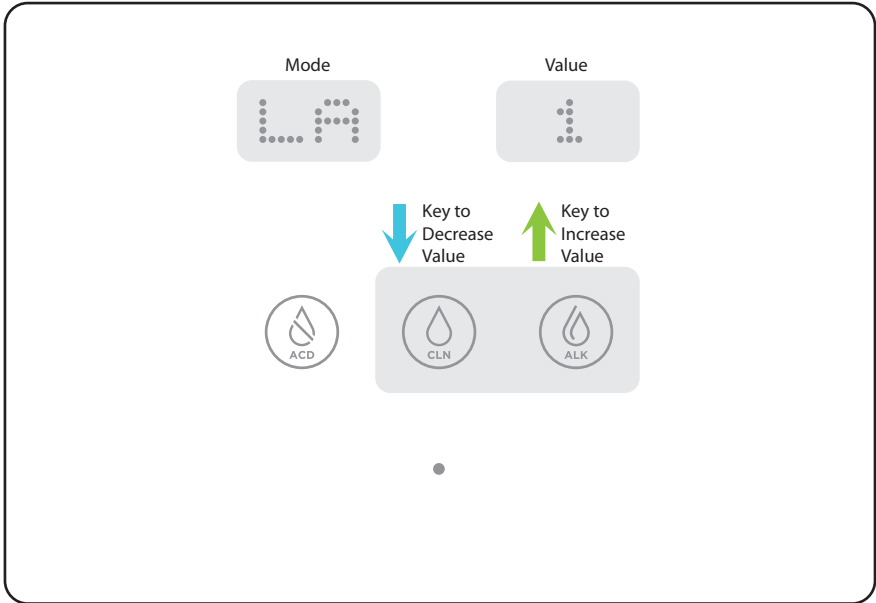 Mode Value
LA 1
Key to
Decrease
Value
Key to
Increase
Value
ACD CLN ALK